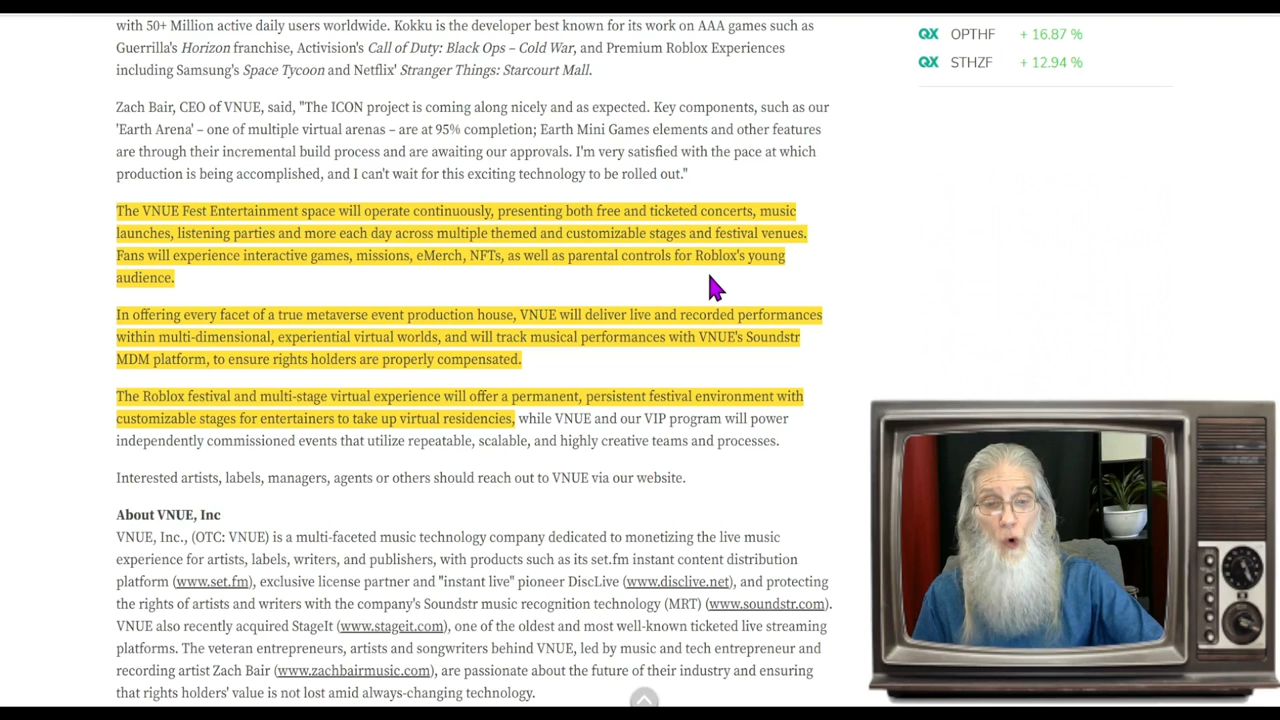 with 50+ Million active daily users worldwide. Kokku is the developer best known for its work on AAA games such as
Guerrilla's Horizon franchise, Activision's Call of Duty: Black Ops – Cold War, and Premium Roblox Experiences
including Samsung's Space Tycoon and Netflix' Stranger Things: Starcourt Mall.
Zach Bair, CEO of VNUE, said, "The ICON project is coming along nicely and as expected. Key components, such as our
'Earth Arena' – one of multiple virtual arenas – are at 95% completion; Earth Mini Games elements and other features
are through their incremental build process and are awaiting our approvals. I'm very satisfied with the pace at which
production is being accomplished, and I can't wait for this exciting technology to be rolled out."
The VNUE Fest Entertainment space will operate continuously, presenting both free and ticketed concerts, music
launches, listening parties and more each day across multiple themed and customizable stages and festival venues.
Fans will experience interactive games, missions, eMerch, NFTs, as well as parental controls for Roblox's young
audience.
In offering every facet of a true metaverse event production house, VNUE will deliver live and recorded performances
within multi-dimensional, experiential virtual worlds, and will track musical performances with VNUE's Soundstr
MDM platform, to ensure rights holders are properly compensated.
The Roblox festival and multi-stage virtual experience will offer a permanent, persistent festival environment with
customizable stages for entertainers to take up virtual residencies, while VNUE and our VIP program will power
independently commissioned events that utilize repeatable, scalable, and highly creative teams and processes.
Interested artists, labels, managers, agents or others should reach out to VNUE via our website.
About VNUE, Inc
VNUE, Inc., (OTC: VNUE) is a multi-faceted music technology company dedicated to monetizing the live music
experience for artists, labels, writers, and publishers, with products such as its set.fm instant content distribution
platform (www.set.fm), exclusive license partner and "instant live" pioneer DiscLive (www.disclive.net), and protecting
the rights of artists and writers with the company's Soundstr music recognition technology (MRT) (www.soundstr.com).
VNUE also recently acquired StageIt (www.stageit.com), one of the oldest and most well-known ticketed live streaming
platforms. The veteran entrepreneurs, artists and songwriters behind VNUE, led by music and tech entrepreneur and
recording artist Zach Bair (www.zachbairmusic.com), are passionate about the future of their industry and ensuring
that rights holders' value is not lost amid always-changing technology.
QX OPTHF + 16.87 %
QX STHZF + 12.94 %